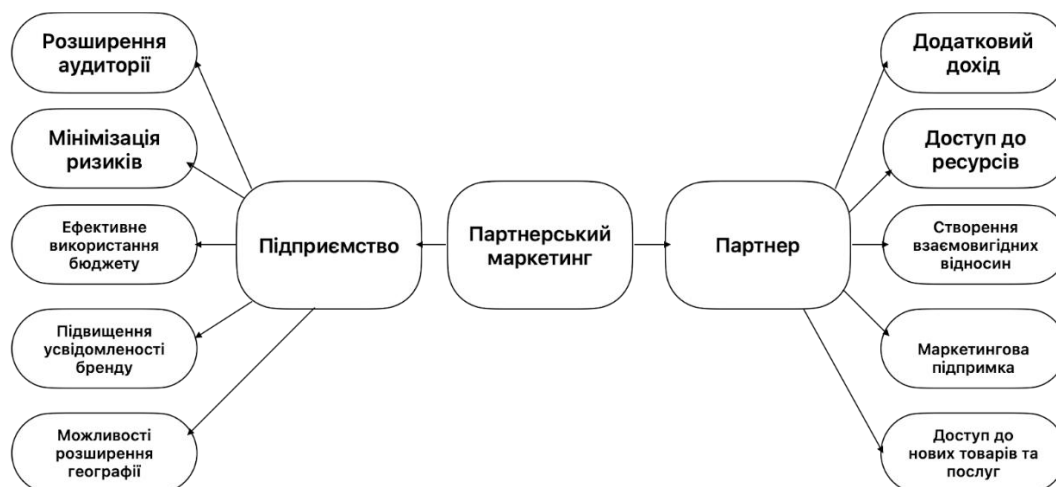 Розширення
аудиторії
Мінімізація
ризиків
Ефективне
використання
бюджету
Підвищення
усвідомленості
бренду
Можливості
розширення
географії
Підприємство
Партнерський
маркетинг
Партнер
Додатковий
дохід
Доступ до
ресурсів
Створення
взаємовигідних
відносин
Маркетингова
підтримка
Доступ до
нових товарів та
послуг